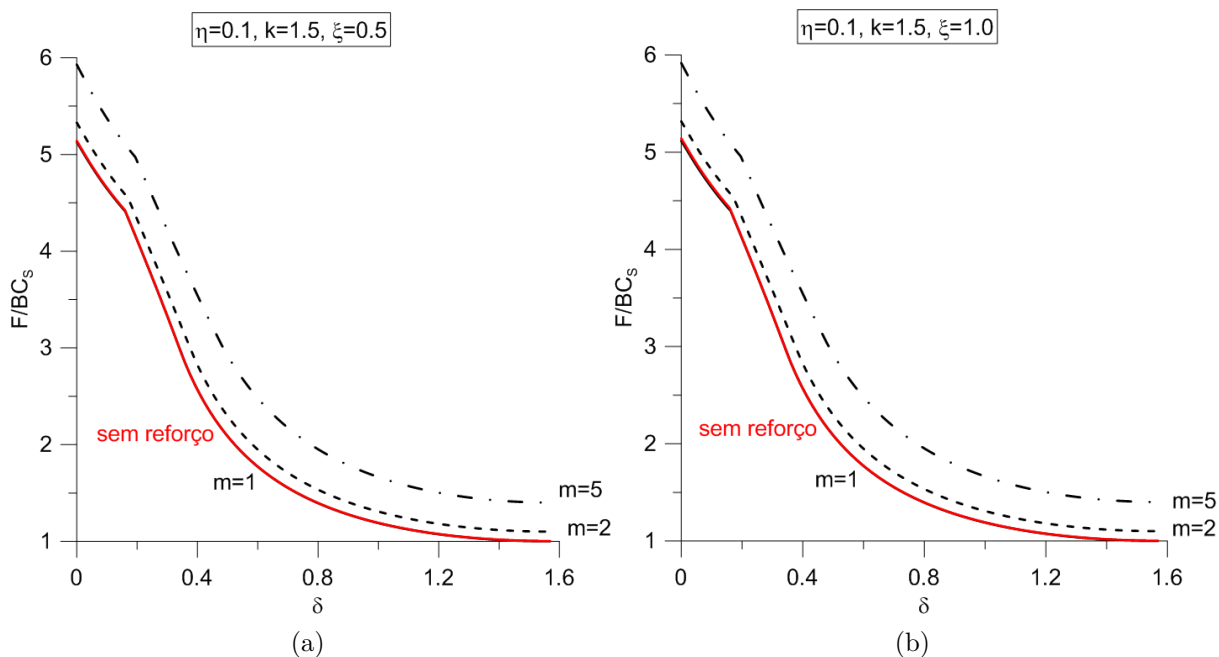 η=0.1, k=1.5, ξ=0.5
6
5
4
3
2
1
F/BC_S
sem reforço
m=1
m=5
m=2
0 0.4 0.8 1.2 1.6
δ
(a)
η=0.1, k=1.5, ξ=1.0
6
5
4
3
2
1
F/BC_S
sem reforço
m=1
m=5
m=2
0 0.4 0.8 1.2 1.6
δ
(b)